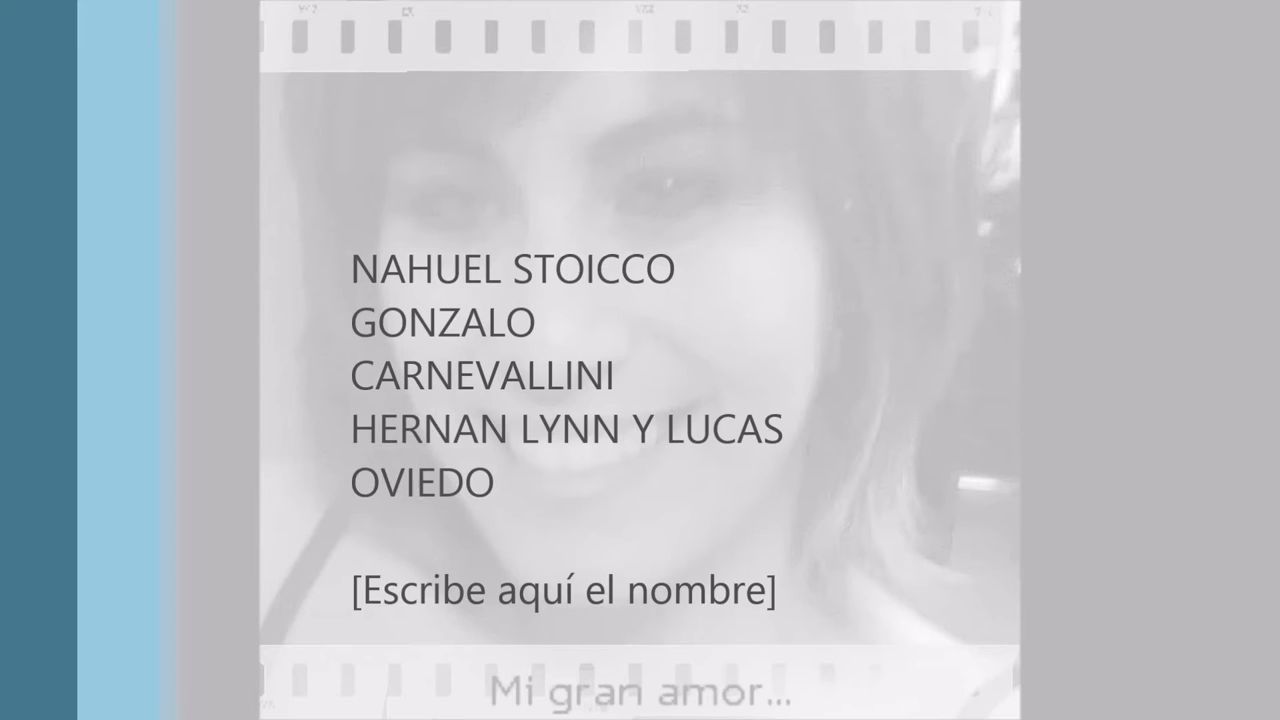 NAHUEL STOICCO
GONZALO
CARNEVALLINI
HERNAN LYNN Y LUCAS
OVIEDO
[Escribe aquí el nombre]
Mi gran amor...